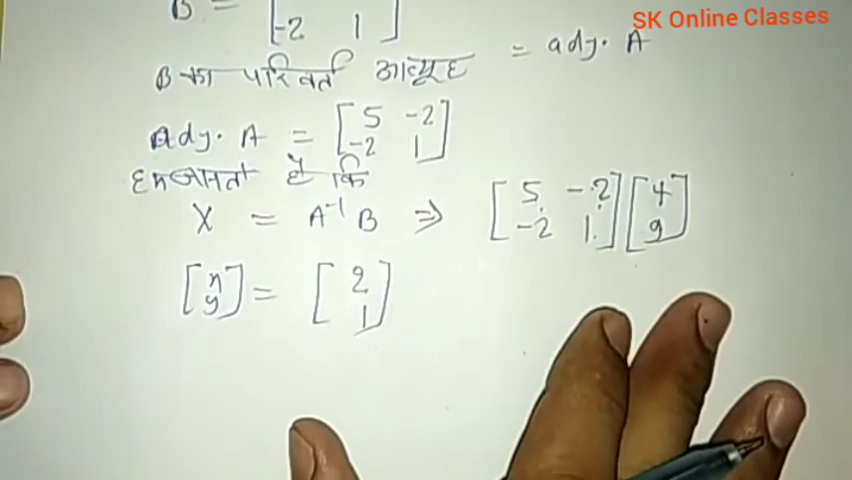 SK Online Classes
B = [
-2 1 ]
B का परिवर्त आव्यूह = adj. A
Adj. A = [ 5 -2
-2 1 ]
हम जानते हैं कि
X = A⁻¹ B ⇒ [ 5 -2 [ 4
-2 1 ] 9 ]
[ x = [ 2
y ] 1 ]